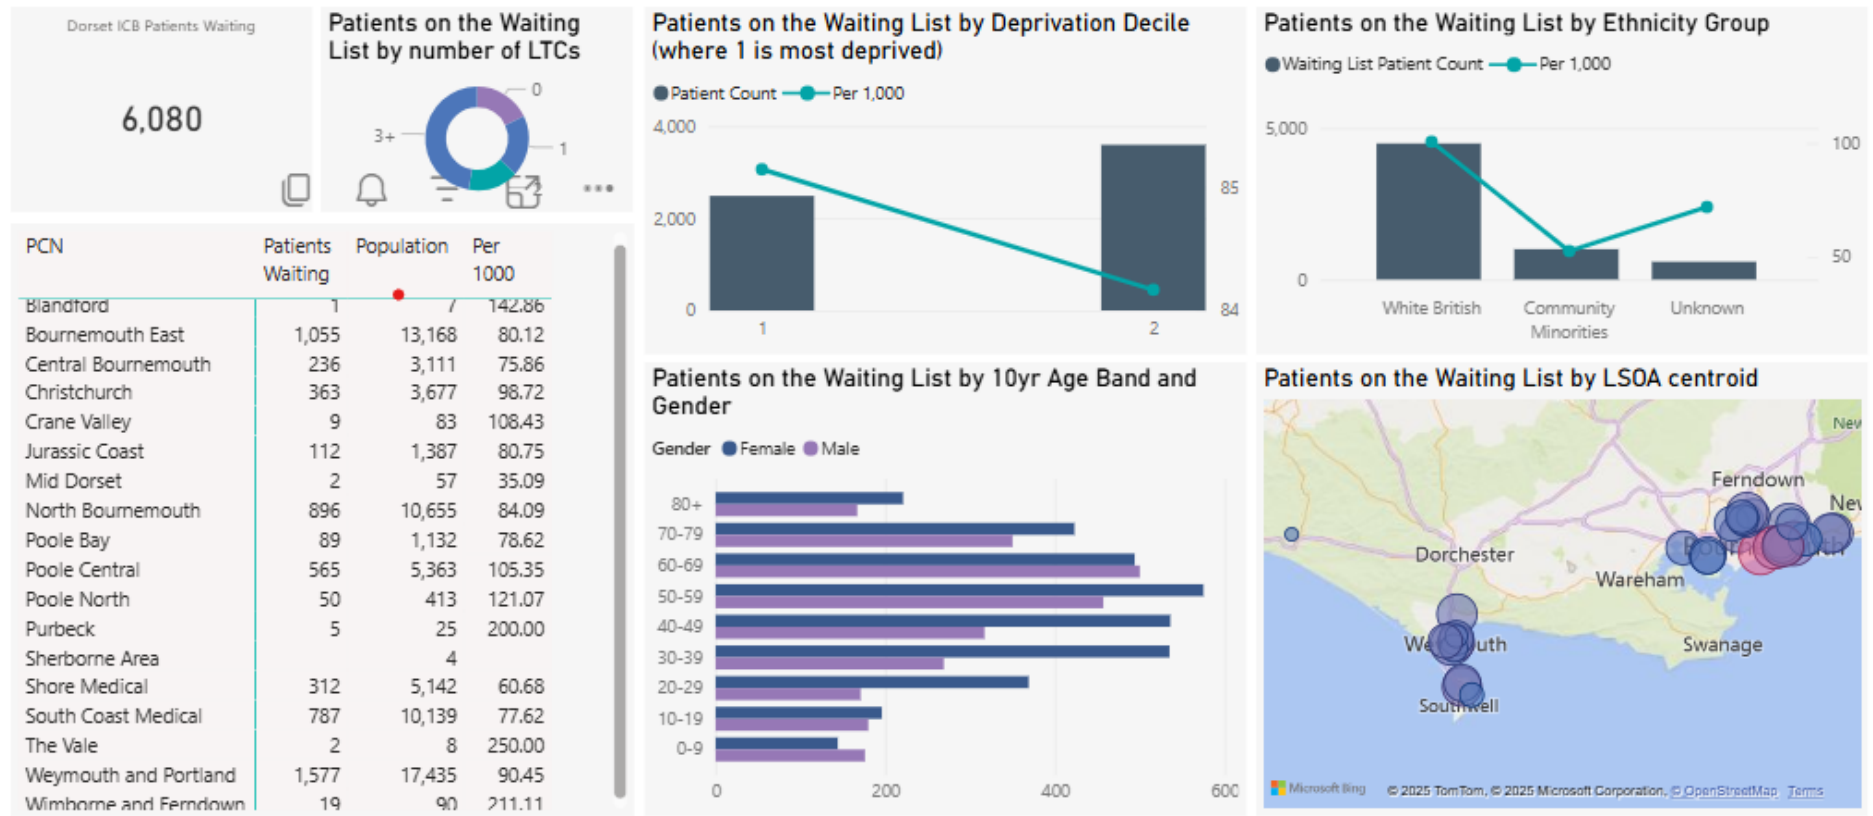 Dorset ICB Patients Waiting
6,080
Patients on the Waiting
List by number of LTCs
0
3+
1
2
PCN Patients Waiting Population Per 1000
Blandford 1 7 142.86
Bournemouth East 1,055 13,168 80.12
Central Bournemouth 236 3,111 75.86
Christchurch 363 3,677 98.72
Crane Valley 9 83 108.43
Jurassic Coast 112 1,387 80.75
Mid Dorset 2 57 35.09
North Bournemouth 896 10,655 84.09
Poole Bay 89 1,132 78.62
Poole Central 565 5,363 105.35
Poole North 50 413 121.07
Purbeck 5 25 200.00
Sherborne Area 4
Shore Medical 312 5,142 60.68
South Coast Medical 787 10,139 77.62
The Vale 2 8 250.00
Weymouth and Portland 1,577 17,435 90.45
Wimborne and Ferndown 19 90 211.11
Patients on the Waiting List by Deprivation Decile
(where 1 is most deprived)
Patient Count Per 1,000
4,000
2,000
0
85
84
1 2
Patients on the Waiting List by Ethnicity Group
Waiting List Patient Count Per 1,000
5,000
0
100
50
White British Community Minorities Unknown
Patients on the Waiting List by 10yr Age Band and
Gender
Gender Female Male
80+
70-79
60-69
50-59
40-49
30-39
20-29
10-19
0-9
0 200 400 600
Patients on the Waiting List by LSOA centroid
New
Ferndown
New
Dorchester
Bournemouth
Wareham
Weymouth
Swanage
Southwell
Microsoft Bing © 2025 TomTom, © 2025 Microsoft Corporation, © OpenStreetMap Terms